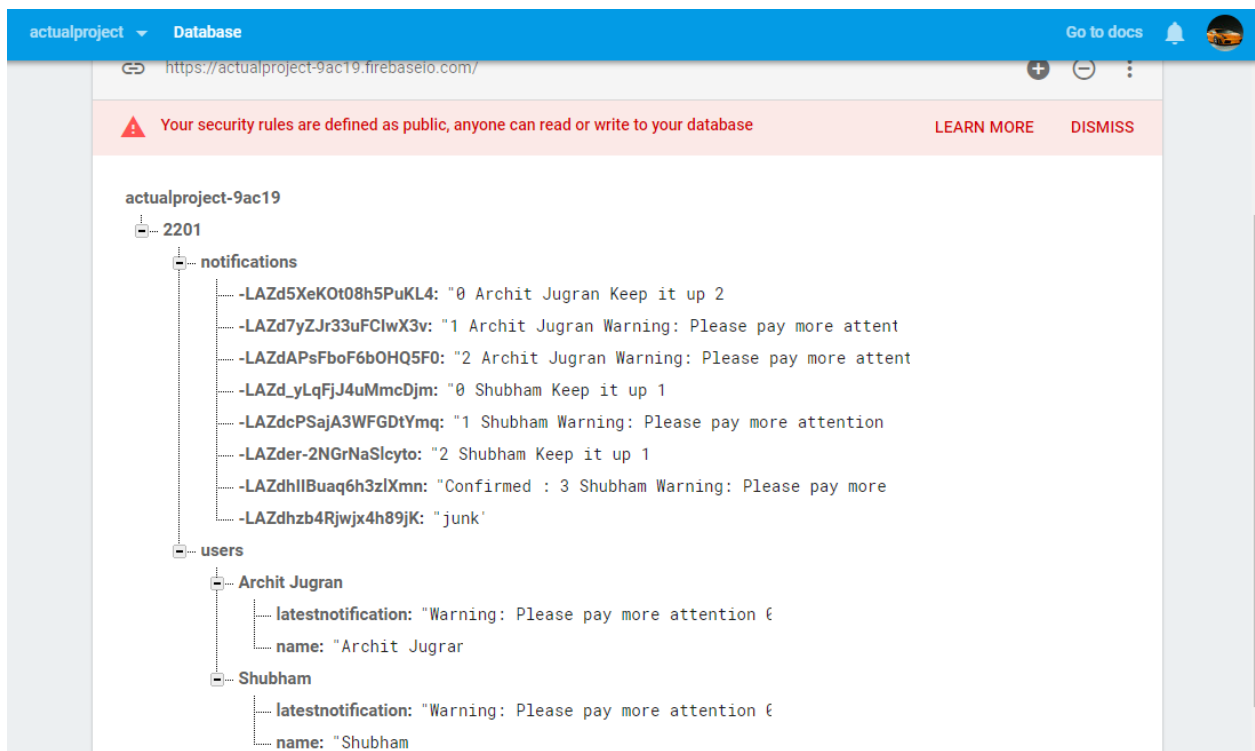 actualproject Database Go to docs
https://actualproject-9ac19.firebaseio.com/
Your security rules are defined as public, anyone can read or write to your database LEARN MORE DISMISS
actualproject-9ac19
2201
notifications
-LAZd5XeKOt08h5PuKL4: "0 Archit Jugran Keep it up 2
-LAZd7yZJr33uFClwX3v: "1 Archit Jugran Warning: Please pay more attent
-LAZdAPsFboF6bOHQ5F0: "2 Archit Jugran Warning: Please pay more attent
-LAZd_yLqFjJ4uMmcDjm: "0 Shubham Keep it up 1
-LAZdcPSajA3WFGDtYmq: "1 Shubham Warning: Please pay more attention
-LAZder-2NGrNaSlcyto: "2 Shubham Keep it up 1
-LAZdhIIBuaq6h3zlXmn: "Confirmed : 3 Shubham Warning: Please pay more
-LAZdhzb4Rjwjx4h89jK: "junk'
users
Archit Jugran
latestnotification: "Warning: Please pay more attention
name: "Archit Jugrar
Shubham
latestnotification: "Warning: Please pay more attention
name: "Shubham